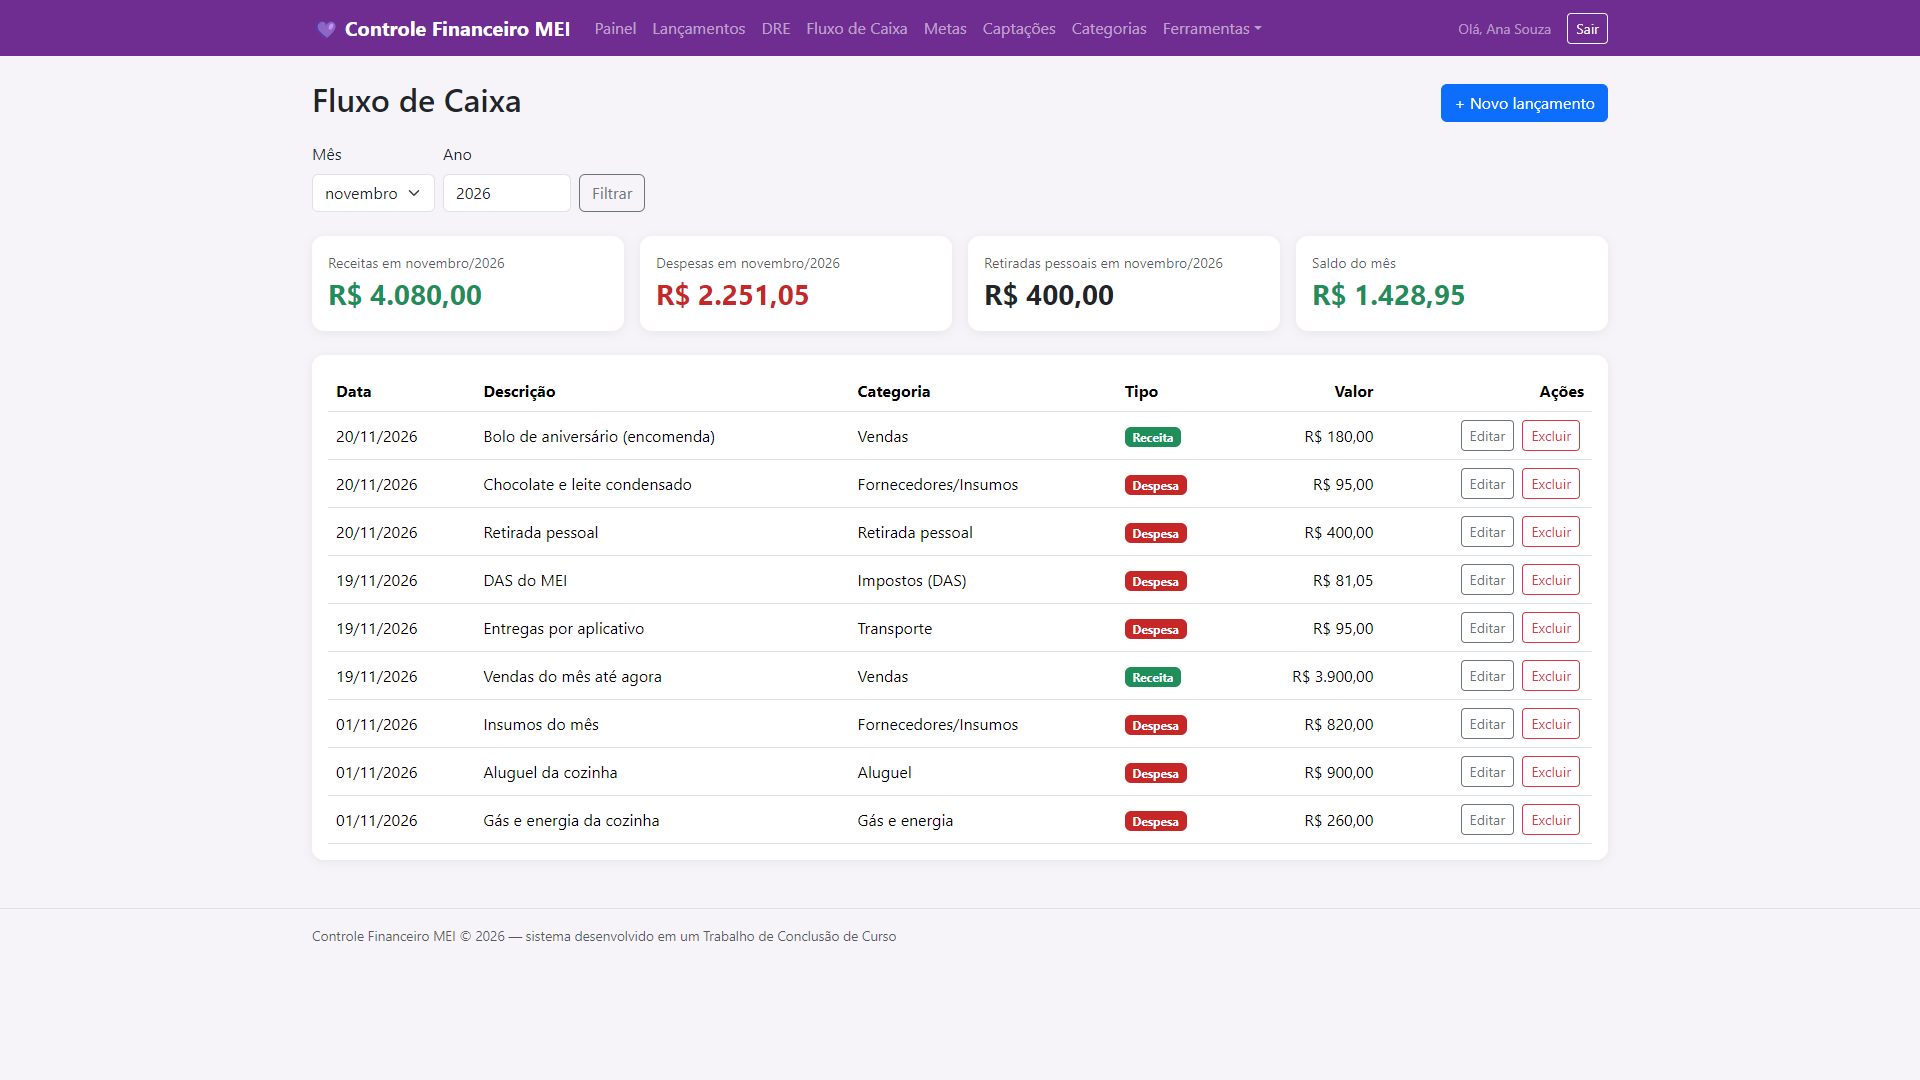 Controle Financeiro MEI Painel Lançamentos DRE Fluxo de Caixa Metas Captações Categorias Ferramentas Olá, Ana Souza Sair
Fluxo de Caixa + Novo lançamento
Mês Ano
novembro 2026 Filtrar
Receitas em novembro/2026 Despesas em novembro/2026 Retiradas pessoais em novembro/2026 Saldo do mês
R$ 4.080,00 R$ 2.251,05 R$ 400,00 R$ 1.428,95
Data Descrição Categoria Tipo Valor Ações
20/11/2026 Bolo de aniversário (encomenda) Vendas Receita R$ 180,00 Editar Excluir
20/11/2026 Chocolate e leite condensado Fornecedores/Insumos Despesa R$ 95,00 Editar Excluir
20/11/2026 Retirada pessoal Retirada pessoal Despesa R$ 400,00 Editar Excluir
19/11/2026 DAS do MEI Impostos (DAS) Despesa R$ 81,05 Editar Excluir
19/11/2026 Entregas por aplicativo Transporte Despesa R$ 95,00 Editar Excluir
19/11/2026 Vendas do mês até agora Vendas Receita R$ 3.900,00 Editar Excluir
01/11/2026 Insumos do mês Fornecedores/Insumos Despesa R$ 820,00 Editar Excluir
01/11/2026 Aluguel da cozinha Aluguel Despesa R$ 900,00 Editar Excluir
01/11/2026 Gás e energia da cozinha Gás e energia Despesa R$ 260,00 Editar Excluir
Controle Financeiro MEI © 2026 — sistema desenvolvido em um Trabalho de Conclusão de Curso